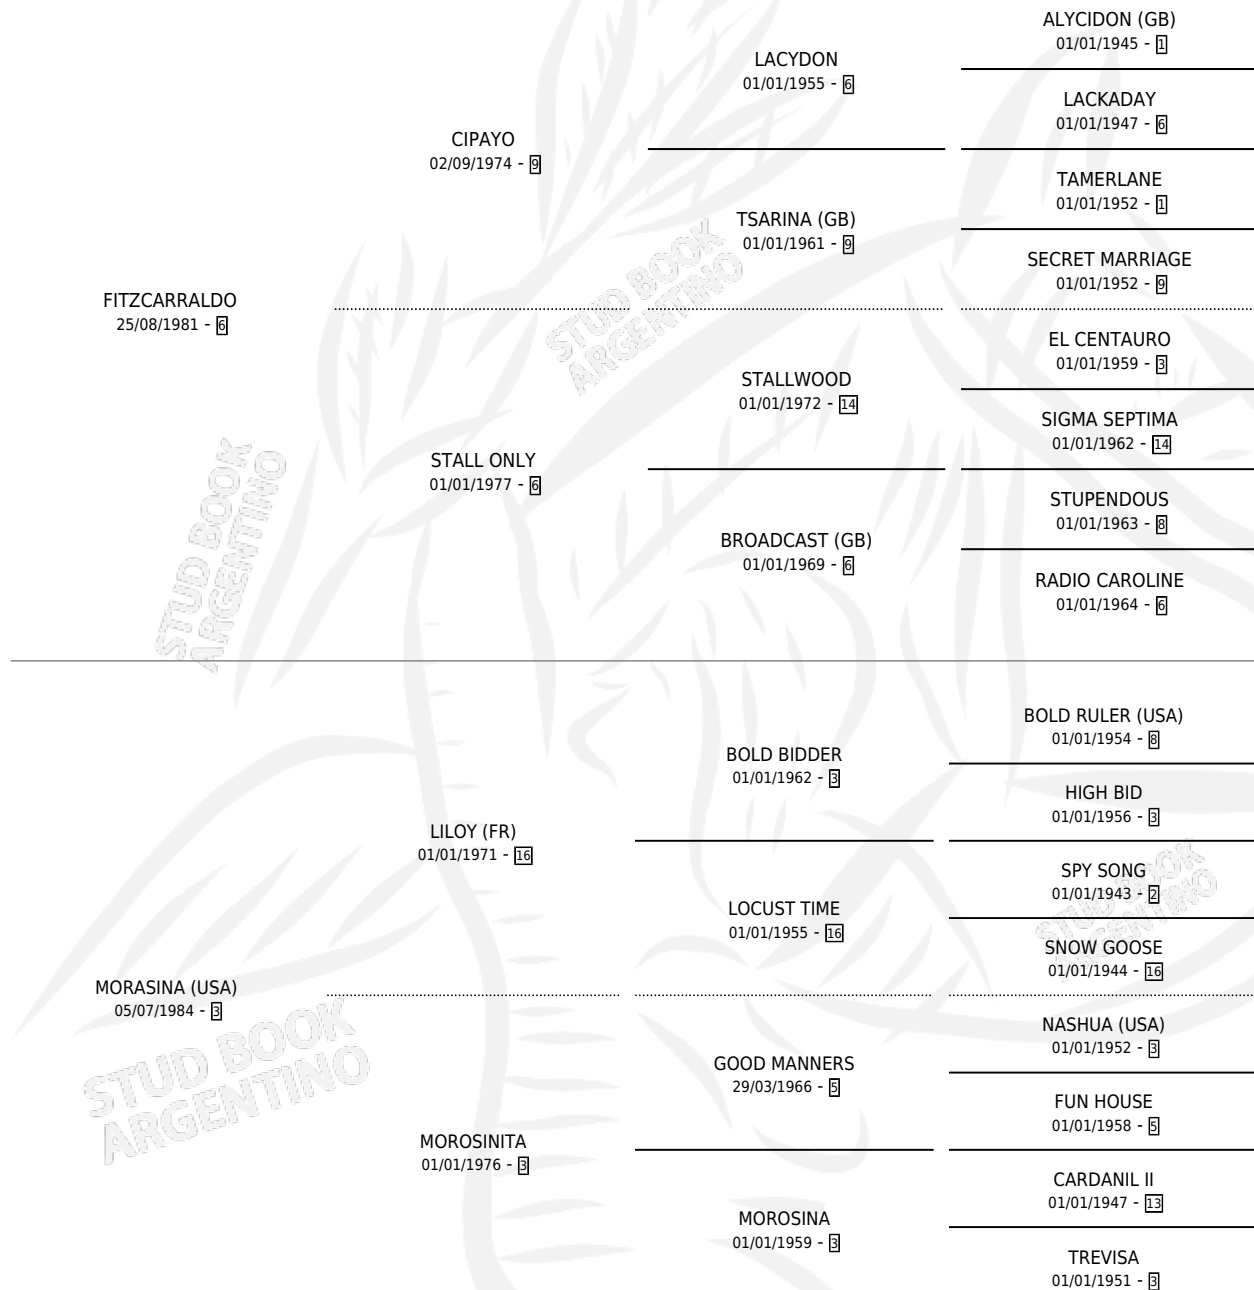 ALYCIDON (GB)
01/01/1945 - 1
LACYDON
01/01/1955 - 6
LACKADAY
01/01/1947 - 6
CIPAYO
02/09/1974 - 9
TAMERLANE
01/01/1952 - 1
TSARINA (GB)
01/01/1961 - 9
SECRET MARRIAGE
01/01/1952 - 9
FITZCARRALDO
25/08/1981 - 6
EL CENTAURO
01/01/1959 - 3
STALLWOOD
01/01/1972 - 14
SIGMA SEPTIMA
01/01/1962 - 14
STALL ONLY
01/01/1977 - 6
STUPENDOUS
01/01/1963 - 8
BROADCAST (GB)
01/01/1969 - 6
RADIO CAROLINE
01/01/1964 - 6
BOLD RULER (USA)
01/01/1954 - 8
BOLD BIDDER
01/01/1962 - 3
HIGH BID
01/01/1956 - 3
LILOY (FR)
01/01/1971 - 16
SPY SONG
01/01/1943 - 2
LOCUST TIME
01/01/1955 - 16
SNOW GOOSE
01/01/1944 - 16
MORASINA (USA)
05/07/1984 - 3
NASHUA (USA)
01/01/1952 - 3
GOOD MANNERS
29/03/1966 - 5
FUN HOUSE
01/01/1958 - 5
MOROSINITA
01/01/1976 - 3
CARDANIL II
01/01/1947 - 13
MOROSINA
01/01/1959 - 3
TREVISA
01/01/1951 - 3
STUD BOOK
ARGENTINO
STUD BOOK
ARGENTINO
STUD BOOK
ARGENTINO
STUD BOOK
ARGENTINO